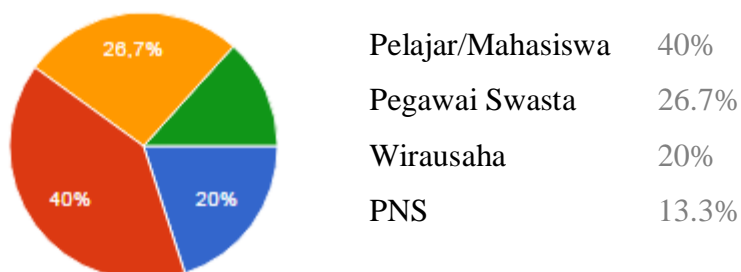 26,7%
40%
20%
Pelajar/Mahasiswa 40%
Pegawai Swasta 26.7%
Wirausaha 20%
PNS 13.3%